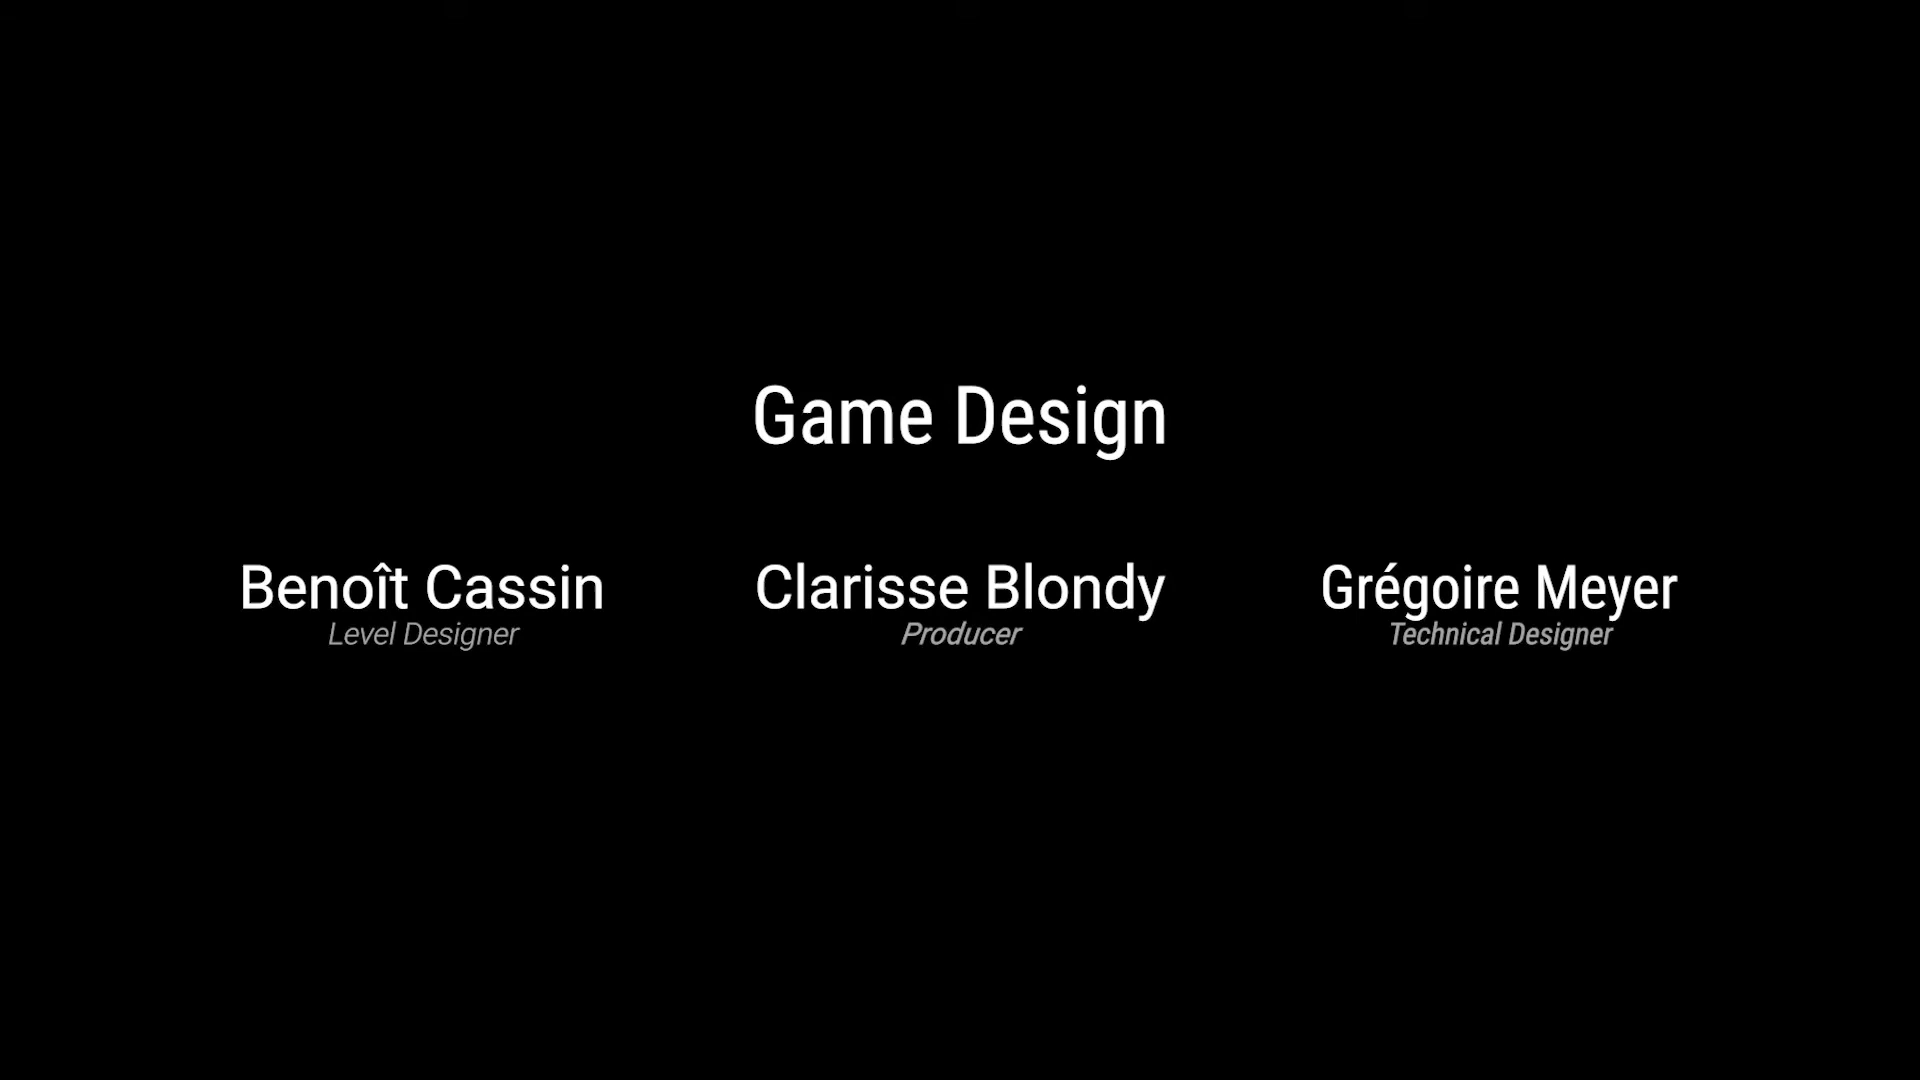 Game Design
Benoît Cassin
Clarisse Blondy
Grégoire Meyer
Level Designer
Producer
Technical Designer